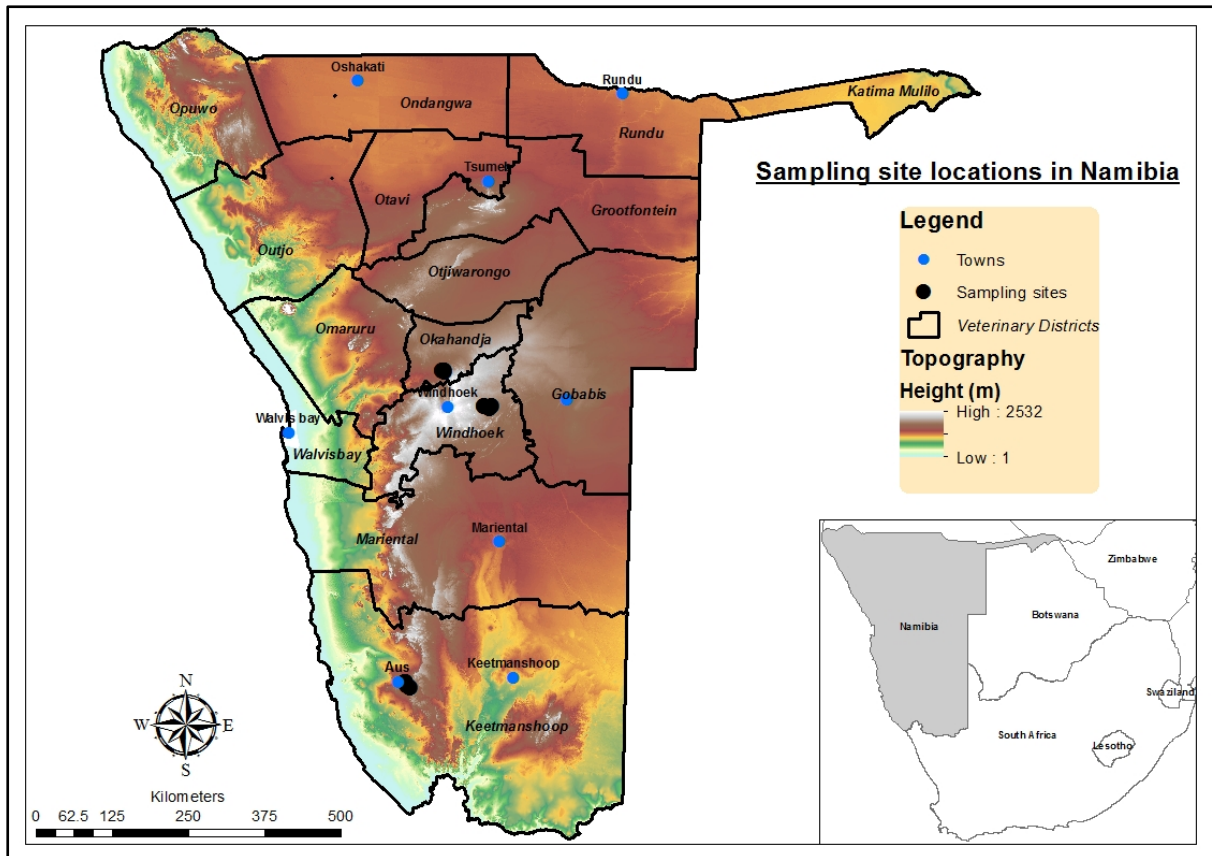 Oshakati
Rundu
Opuwo
Ondangwa
Katima Mulilo
Rundu
Tsumeb
Otavi
Grootfontein
Outjo
Otjiwarongo
Omaruru
Okahandja
Windhoek
Gobabis
Walvis bay
Windhoek
Walvisbay
Mariental
Mariental
Aus
Keetmanshoop
Keetmanshoop
Sampling site locations in Namibia
Legend
Towns
Sampling sites
Veterinary Districts
Topography
Height (m)
High : 2532
Low : 1
N
W E
S
Kilometers
0 62.5 125 250 375 500
Zimbabwe
Botswana
Namibia
Swaziland
South Africa
Lesotho